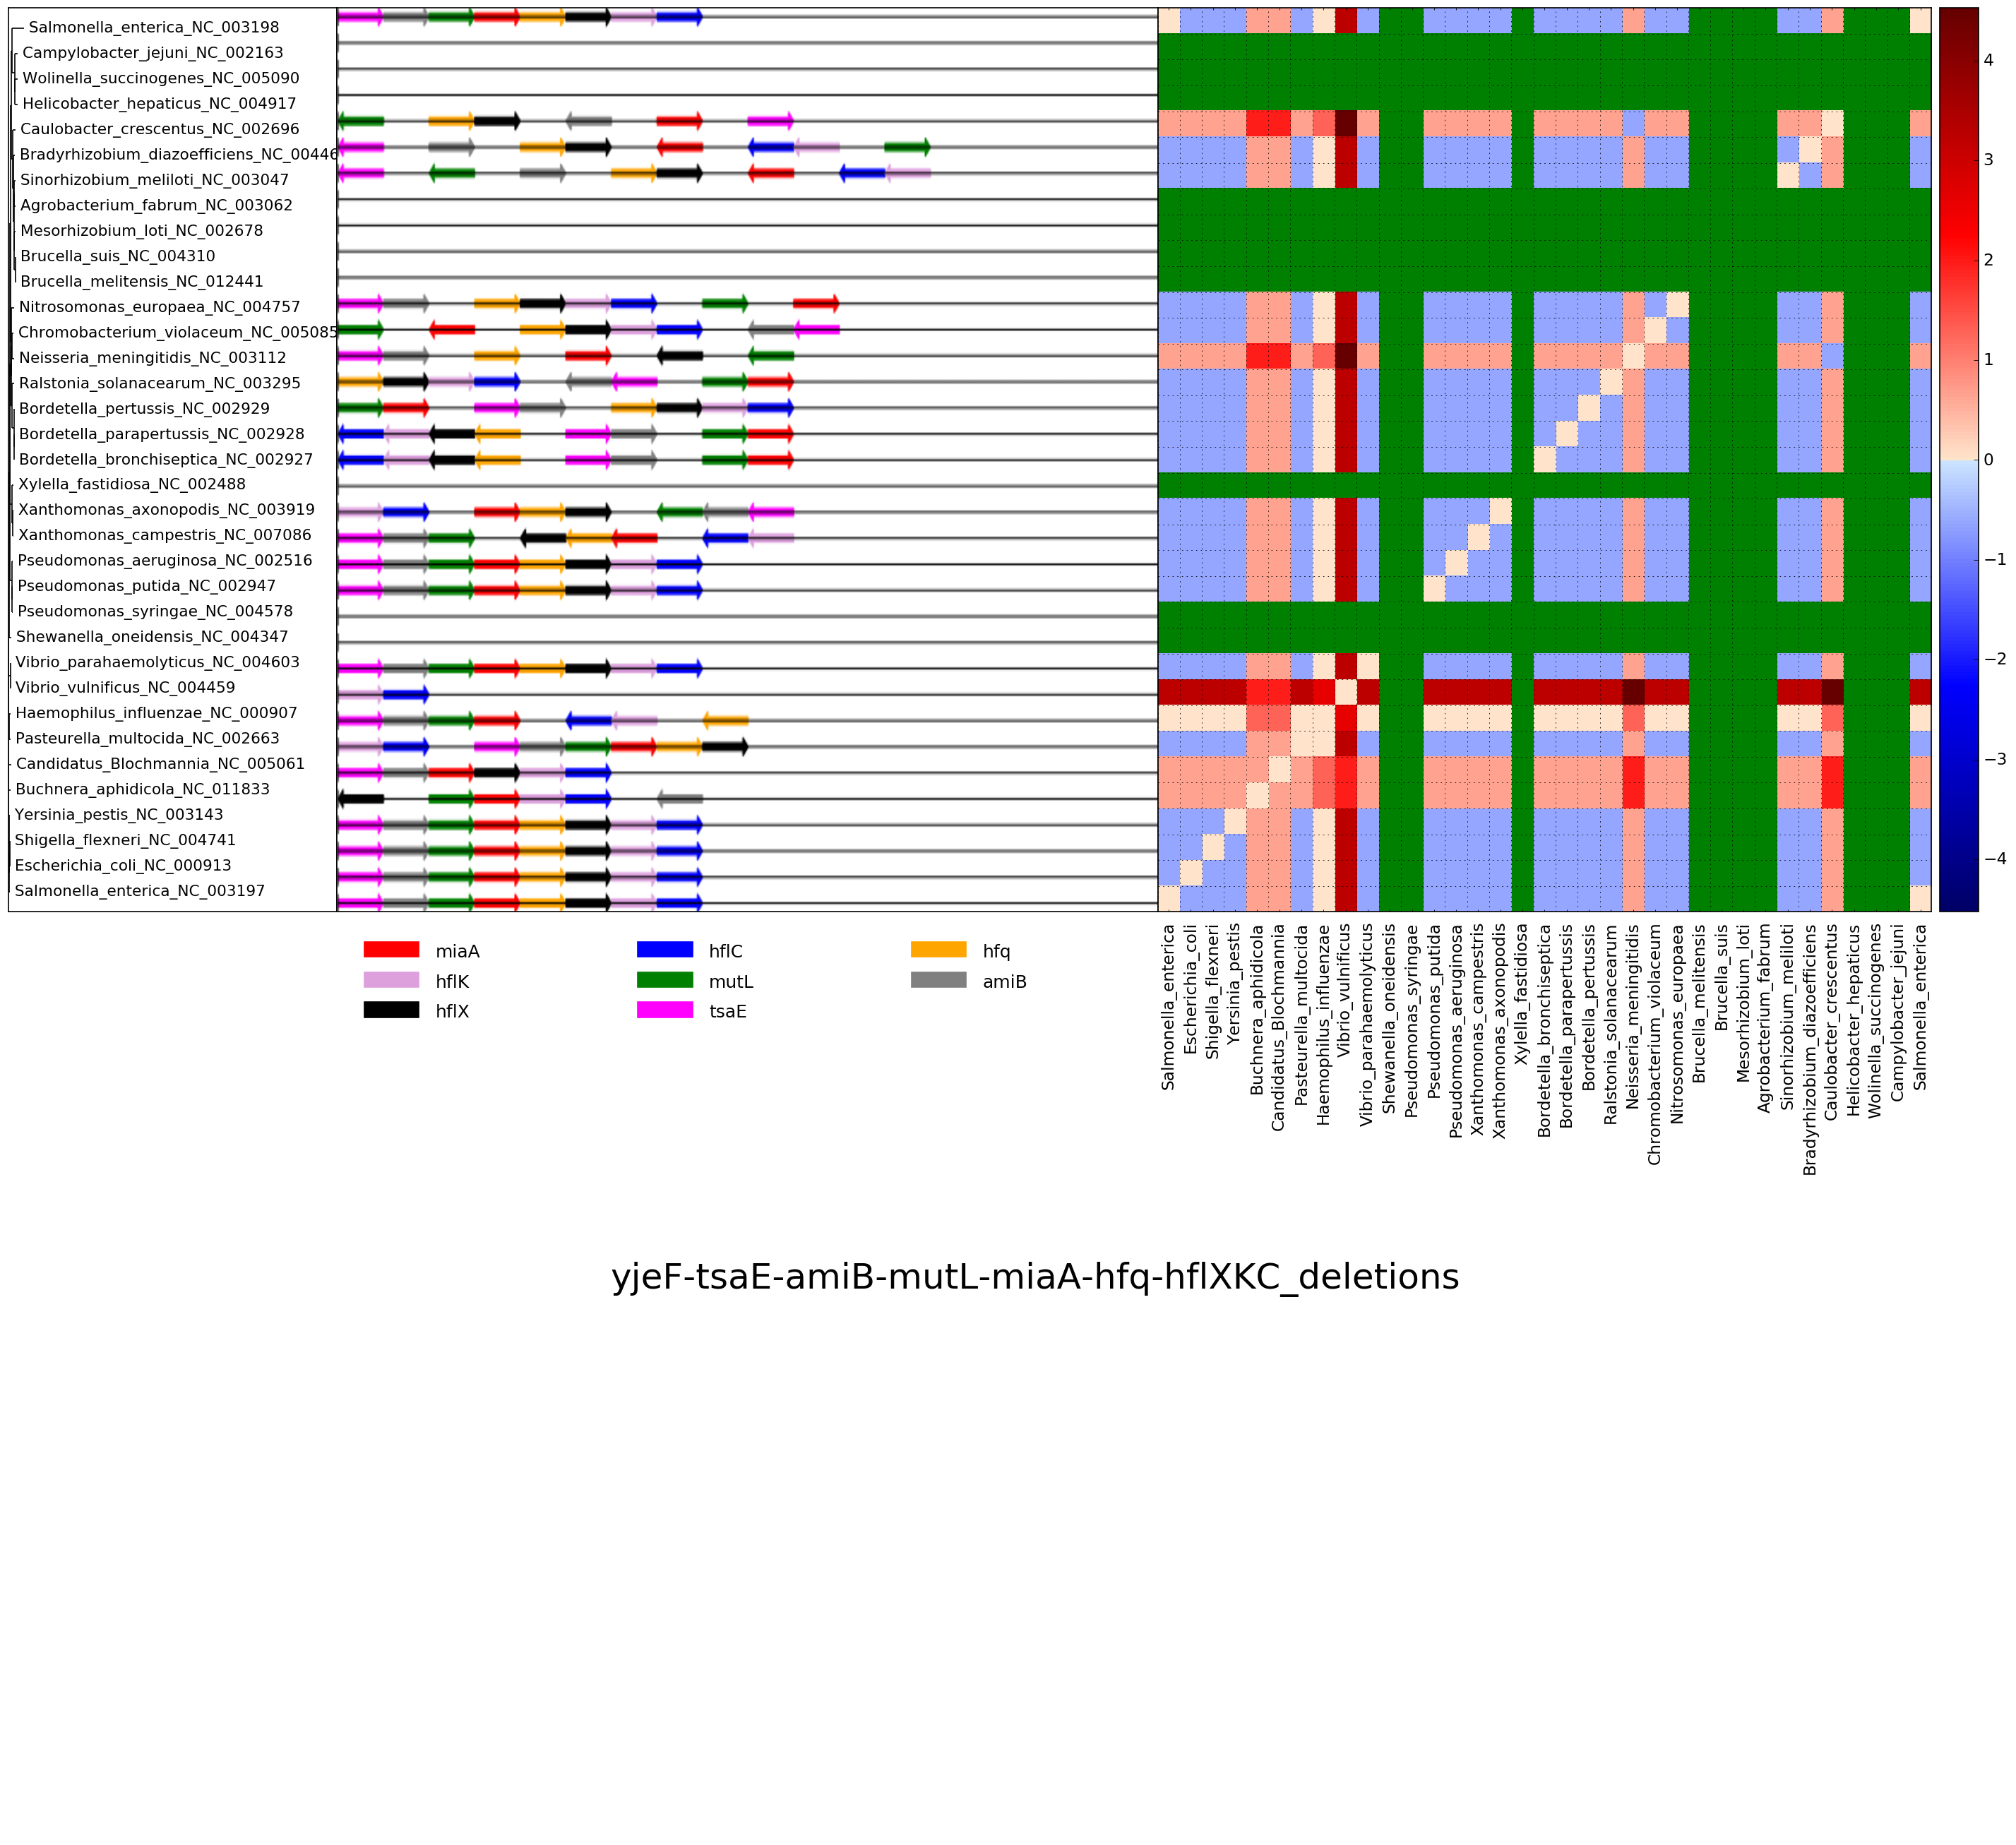 Salmonella_enterica_NC_003198
Campylobacter_jejuni_NC_002163
Wolinella_succinogenes_NC_005090
Helicobacter_hepaticus_NC_004917
Caulobacter_crescentus_NC_002696
Bradyrhizobium_diazoefficiens_NC_00446
Sinorhizobium_meliloti_NC_003047
Agrobacterium_fabrum_NC_003062
Mesorhizobium_loti_NC_002678
Brucella_suis_NC_004310
Brucella_melitensis_NC_012441
Nitrosomonas_europaea_NC_004757
Chromobacterium_violaceum_NC_005085
Neisseria_meningitidis_NC_003112
Ralstonia_solanacearum_NC_003295
Bordetella_pertussis_NC_002929
Bordetella_parapertussis_NC_002928
Bordetella_bronchiseptica_NC_002927
Xylella_fastidiosa_NC_002488
Xanthomonas_axonopodis_NC_003919
Xanthomonas_campestris_NC_007086
Pseudomonas_aeruginosa_NC_002516
Pseudomonas_putida_NC_002947
Pseudomonas_syringae_NC_004578
Shewanella_oneidensis_NC_004347
Vibrio_parahaemolyticus_NC_004603
Vibrio_vulnificus_NC_004459
Haemophilus_influenzae_NC_000907
Pasteurella_multocida_NC_002663
Candidatus_Blochmannia_NC_005061
Buchnera_aphidicola_NC_011833
Yersinia_pestis_NC_003143
Shigella_flexneri_NC_004741
Escherichia_coli_NC_000913
Salmonella_enterica_NC_003197
4
3
2
1
0
−1
−2
−3
−4
miaA
hflK
hflX
hflC
mutL
tsaE
hfq
amiB
Salmonella_enterica
Escherichia_coli
Shigella_flexneri
Yersinia_pestis
Buchnera_aphidicola
Candidatus_Blochmannia
Pasteurella_multocida
Haemophilus_influenzae
Vibrio_vulnificus
Vibrio_parahaemolyticus
Shewanella_oneidensis
Pseudomonas_syringae
Pseudomonas_putida
Pseudomonas_aeruginosa
Xanthomonas_campestris
Xanthomonas_axonopodis
Xylella_fastidiosa
Bordetella_bronchiseptica
Bordetella_parapertussis
Bordetella_pertussis
Ralstonia_solanacearum
Neisseria_meningitidis
Chromobacterium_violaceum
Nitrosomonas_europaea
Brucella_melitensis
Brucella_suis
Mesorhizobium_loti
Agrobacterium_fabrum
Sinorhizobium_meliloti
Bradyrhizobium_diazoefficiens
Caulobacter_crescentus
Helicobacter_hepaticus
Wolinella_succinogenes
Campylobacter_jejuni
Salmonella_enterica
yjeF-tsaE-amiB-mutL-miaA-hfq-hflXKC_deletions